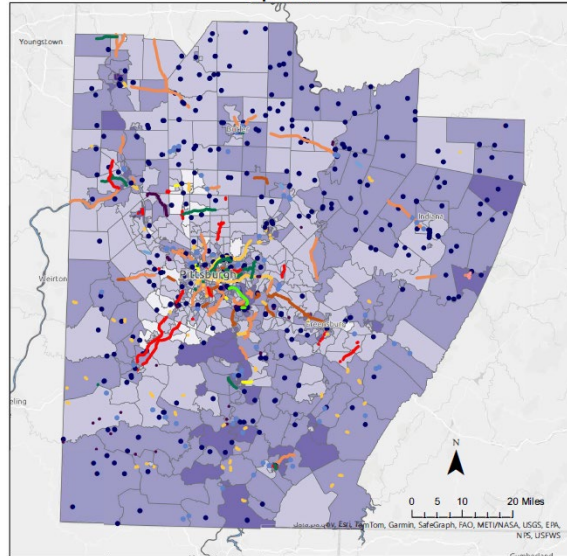 Youngstown
Butler
Indiana
Pittsburgh
Weirton
Greensburg
eling
N
0 5 10 20 Miles
Esri, TomTom, Garmin, SafeGraph, FAO, METI/NASA, USGS, EPA,
NPS, USFWS
Cumberland